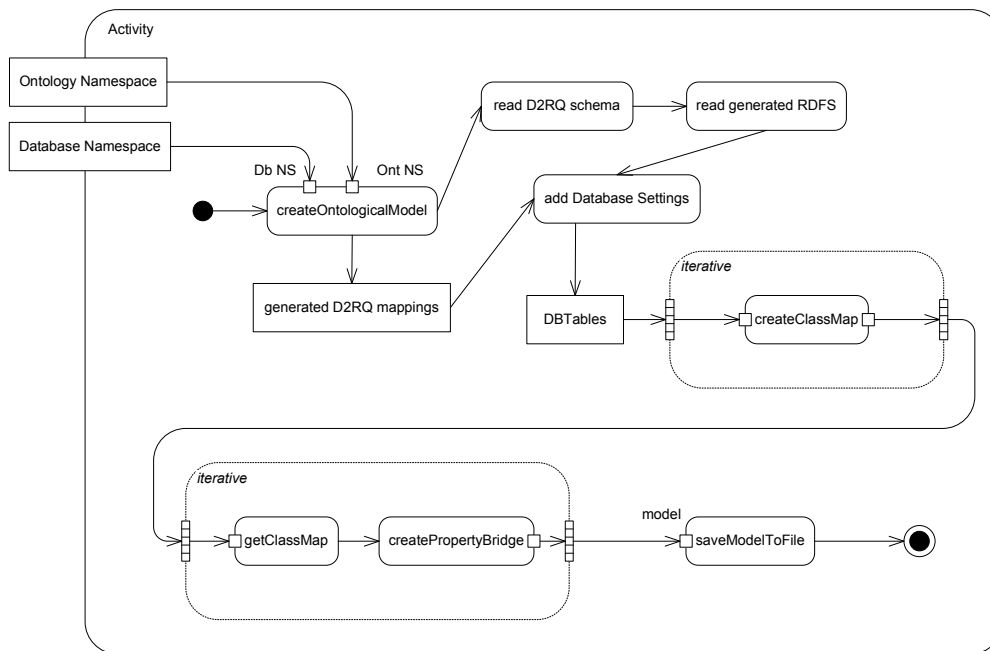 Activity
Ontology Namespace
Database Namespace
read D2RQ schema
read generated RDFS
Db NS
Ont NS
createOntologicalModel
add Database Settings
generated D2RQ mappings
DBTables
iterative
createClassMap
iterative
getClassMap
createPropertyBridge
model
saveModelToFile